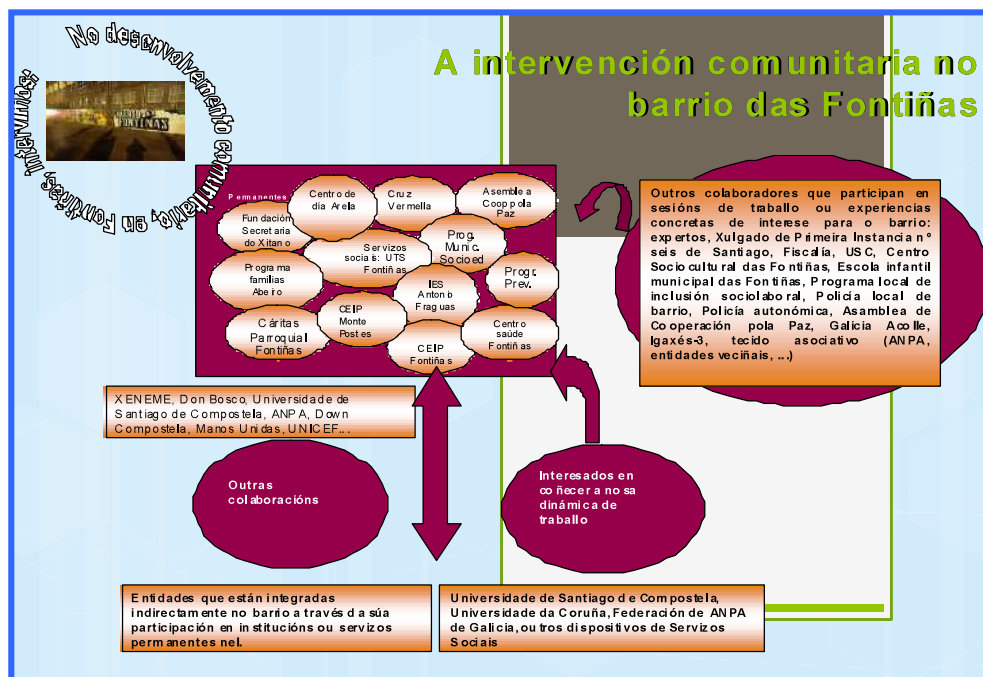 No desenvolvemento comunitario, en Fontiñas, intervimos:
A intervención comunitaria no
barrio das Fontiñas
Permanentes
Centro de
día Arela
Cruz
Vermella
Asemblea
Coop pola
Paz
Fundación
Secretaria
do Xitano
Servizos
sociais: UTS
Fontiñas
Prog.
Munic.
Socioed
Programa
familias
Abeiro
IES
Antonio
Fraguas
Progr.
Prev.
Cáritas
Parroquial
Fontiñas
CEIP
Monte
Postes
CEIP
Fontiñas
Centro
saúde
Fontiñas
Outros colaboradores que participan en
sesións de traballo ou experiencias
concretas de interese para o barrio:
expertos, Xulgado de Primeira Instancia nº
seis de Santiago, Fiscalía, USC, Centro
Sociocultural das Fontiñas, Escola infantil
municipal das Fontiñas, Programa local de
inclusión sociolaboral, Policía local de
barrio, Policía autonómica, Asamblea de
Cooperación pola Paz, Galicia Acolle,
Igaxés-3, tecido asociativo (ANPA,
entidades veciñais, ...)
XENEME, Don Bosco, Universidade de
Santiago de Compostela, ANPA, Down
Compostela, Manos Unidas, UNICEF...
Outras
colaboracións
Interesados en
coñecer a nosa
dinámica de
traballo
Entidades que están integradas
indirectamente no barrio a través da súa
participación en institucións ou servizos
permanentes nel.
Universidade de Santiago de Compostela,
Universidade da Coruña, Federación de ANPA
de Galicia, outros dispositivos de Servizos
Sociais